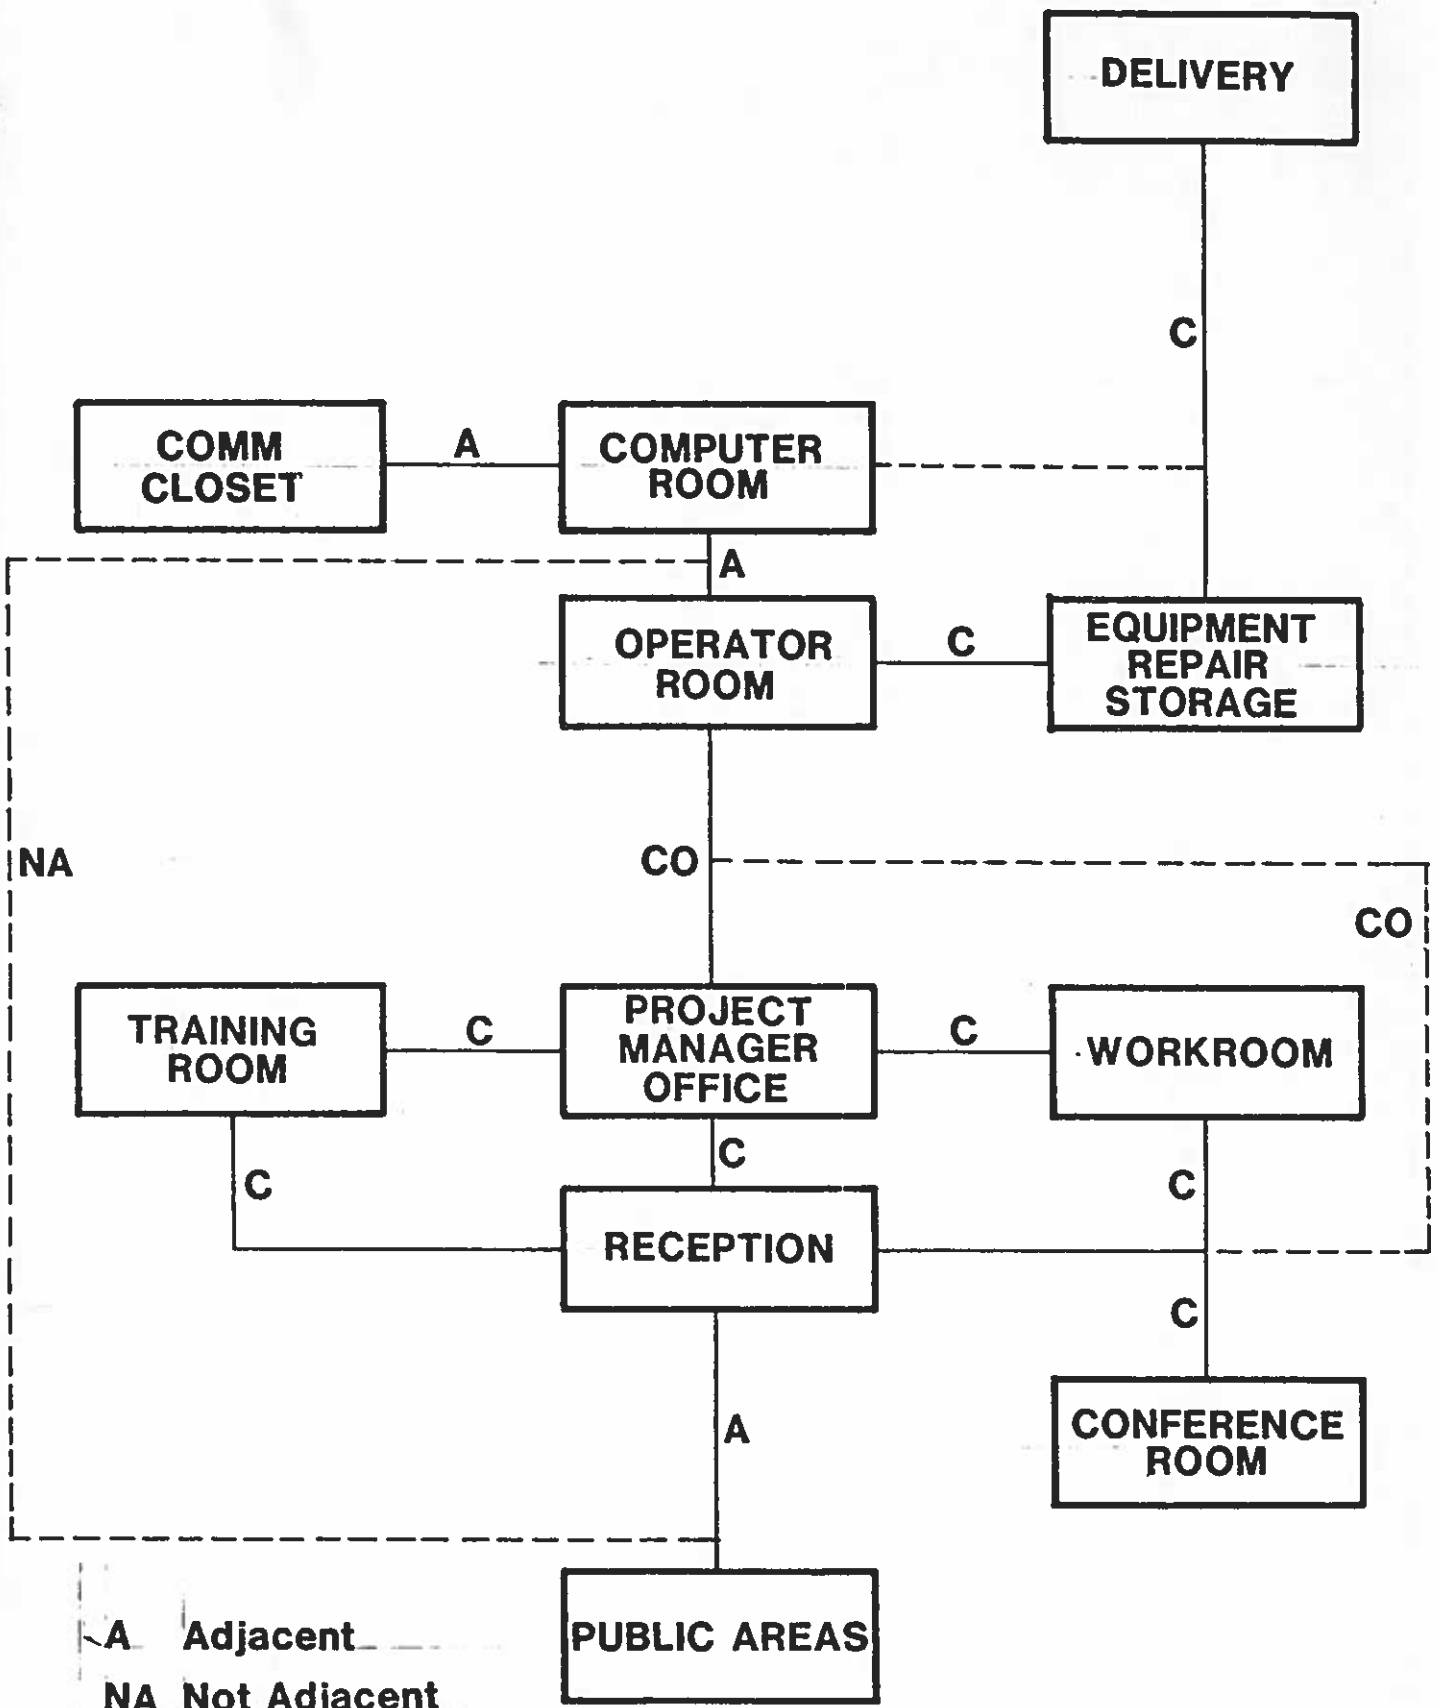 DELIVERY
C
COMM
CLOSET
A
COMPUTER
ROOM
A
OPERATOR
ROOM
C
EQUIPMENT
REPAIR
STORAGE
NA
CO
CO
TRAINING
ROOM
C
PROJECT
MANAGER
OFFICE
C
WORKROOM
C
C
C
RECEPTION
C
A
CONFERENCE
ROOM
PUBLIC AREAS
A Adjacent
NA Not Adjacent